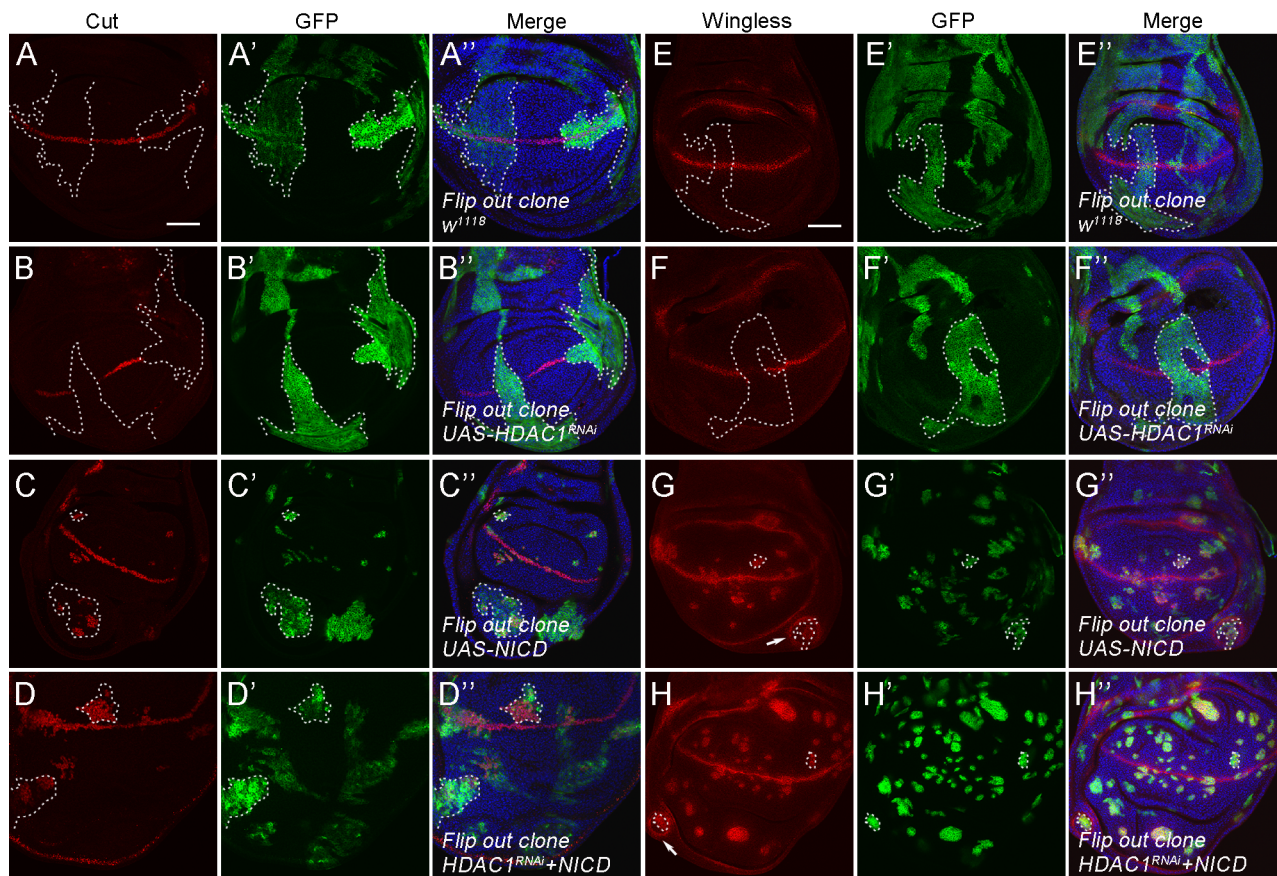 Cut GFP Merge Wingless GFP Merge
A A’ A’’ E E’ E’’
Flip out clone Flip out clone
w1118 w1118
B B’ B’’ F F’ F’’
Flip out clone Flip out clone
UAS-HDAC1RNAi UAS-HDAC1RNAi
C C’ C’’ G G’ G’’
Flip out clone Flip out clone
UAS-NICD UAS-NICD
D D’ D’’ H H’ H’’
Flip out clone Flip out clone
HDAC1RNAi+NICD HDAC1RNAi+NICD